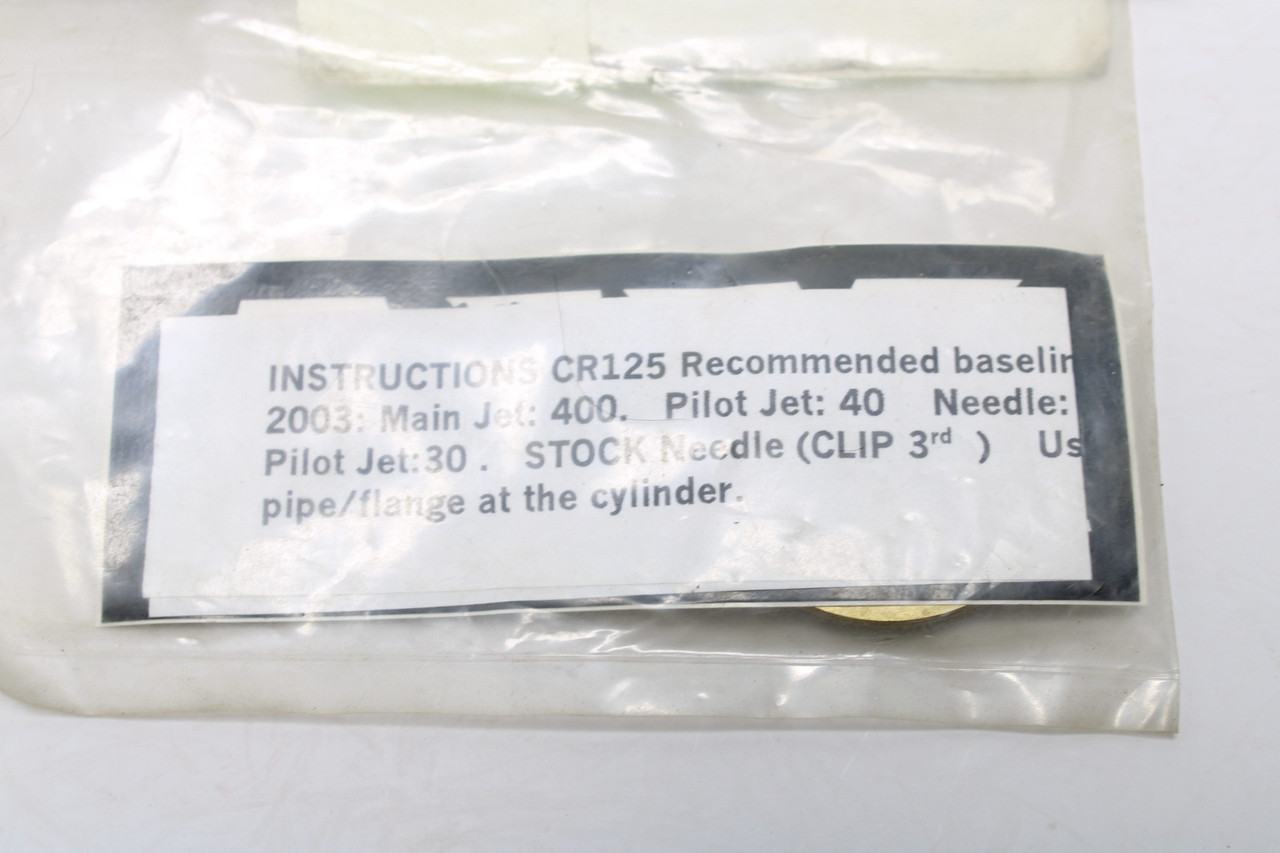 INSTRUCTIONS CR125 Recommended baselin
2003: Main Jet: 400. Pilot Jet: 40 Needle:
Pilot Jet:30 . STOCK Needle (CLIP 3rd ) Us
pipe/flange at the cylinder.